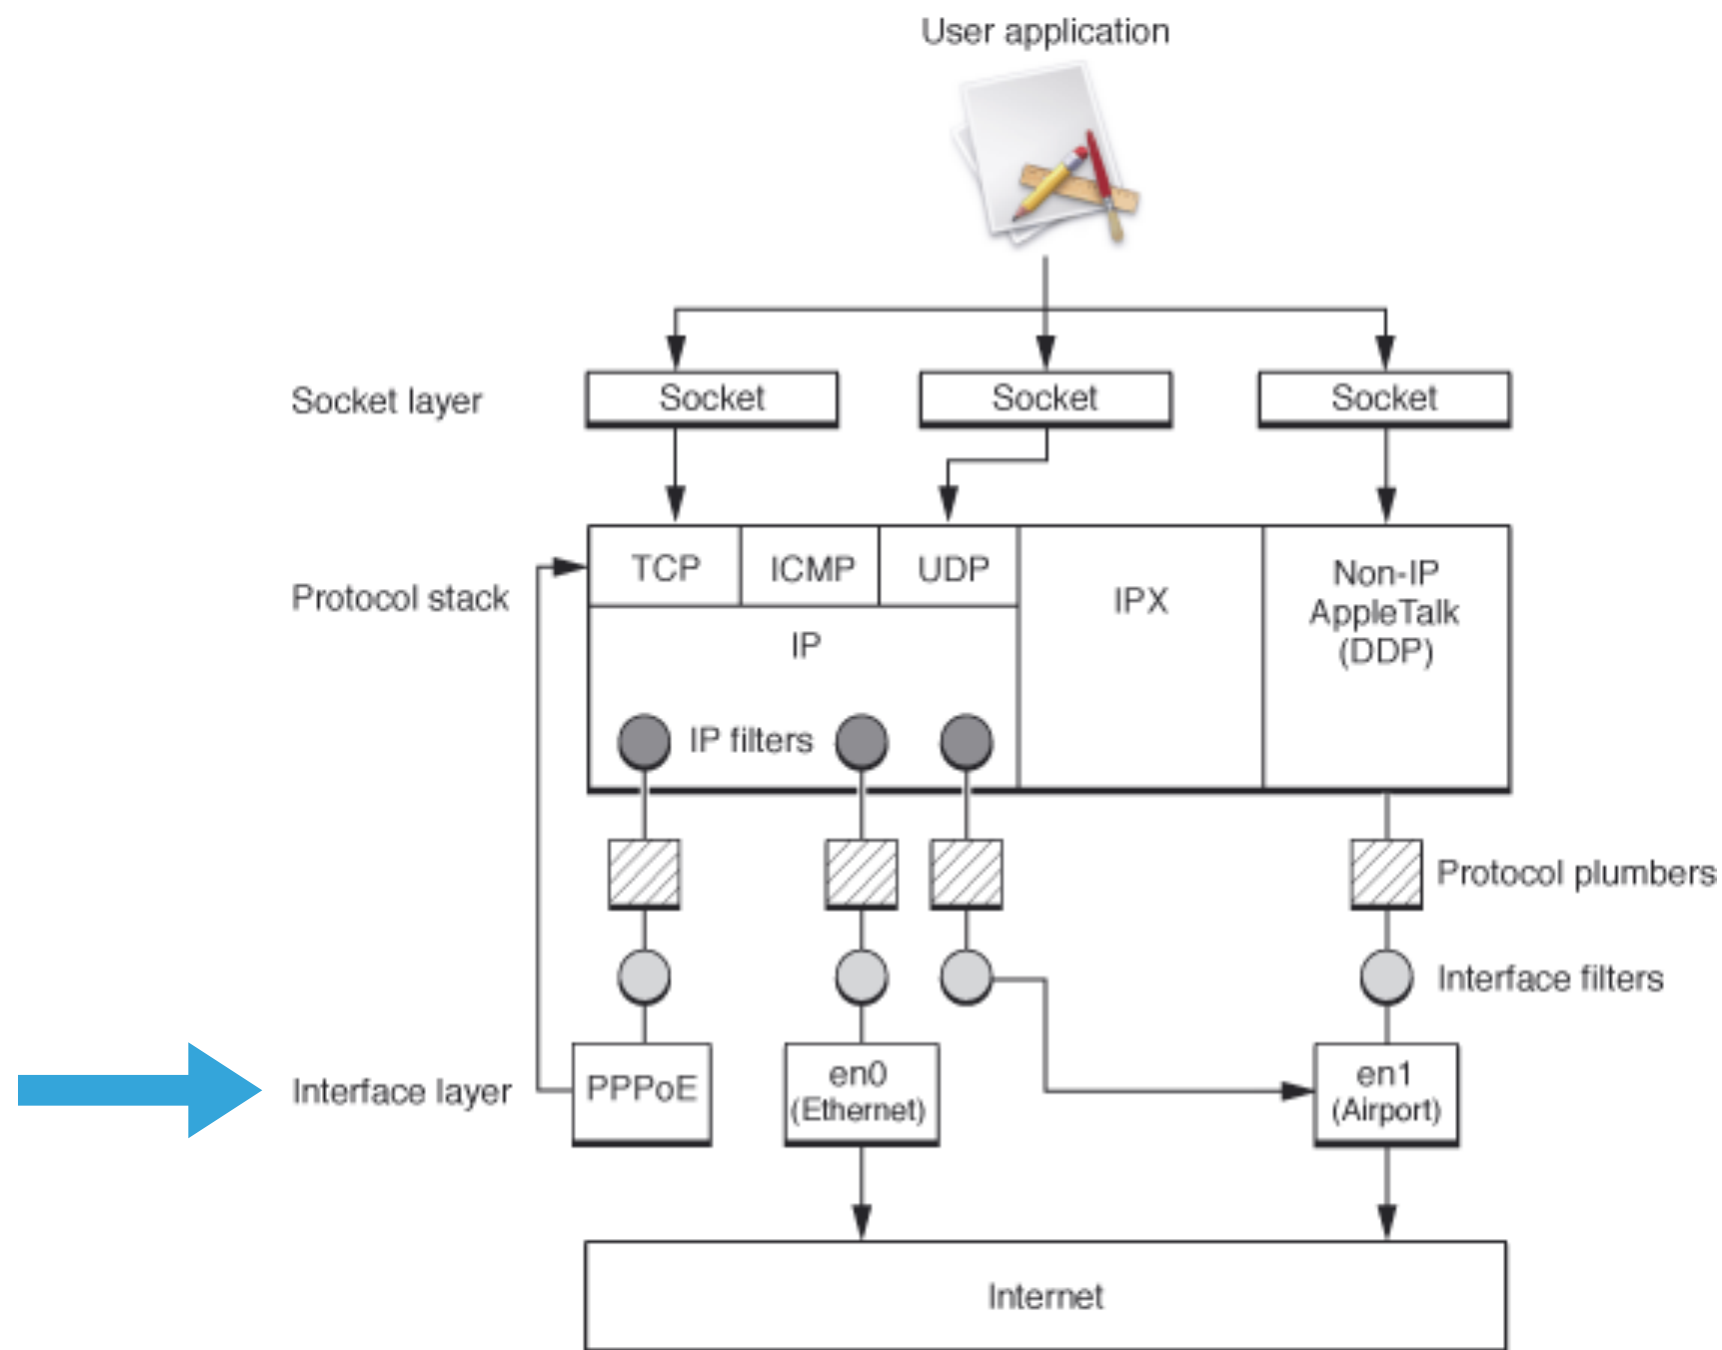 User application
Socket layer
Socket
Socket
Socket
Protocol stack
TCP
ICMP
UDP
IP
IP filters
IPX
Non-IP
AppleTalk
(DDP)
Protocol plumbers
Interface filters
Interface layer
PPPoE
en0
(Ethernet)
en1
(Airport)
Internet